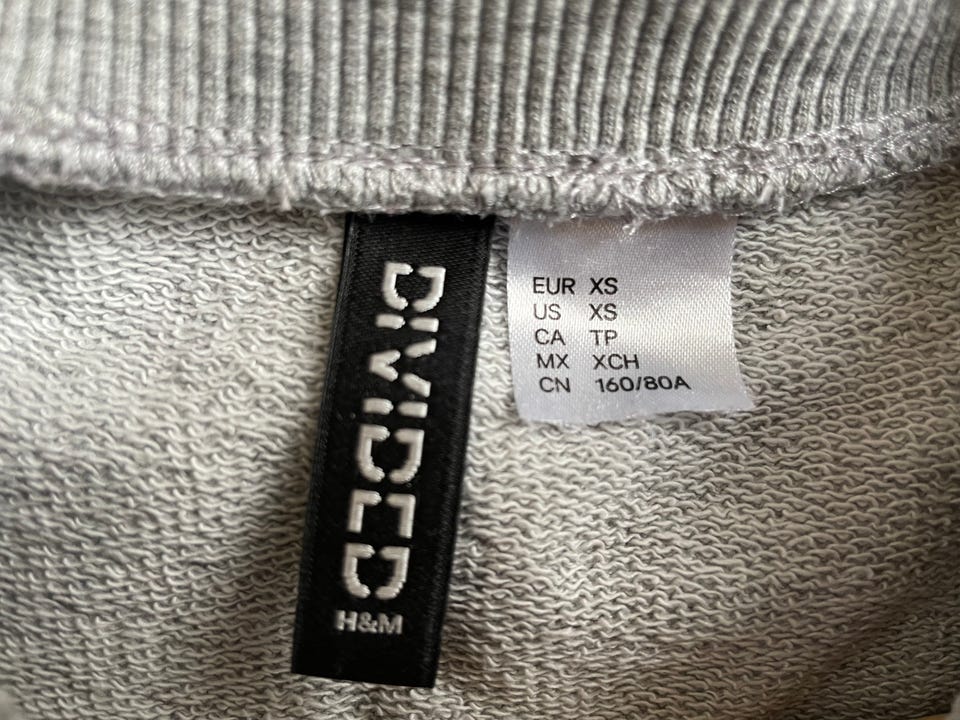 DIVIDED
H&M
EUR XS
US XS
CA TP
MX XCH
CN 160/80A